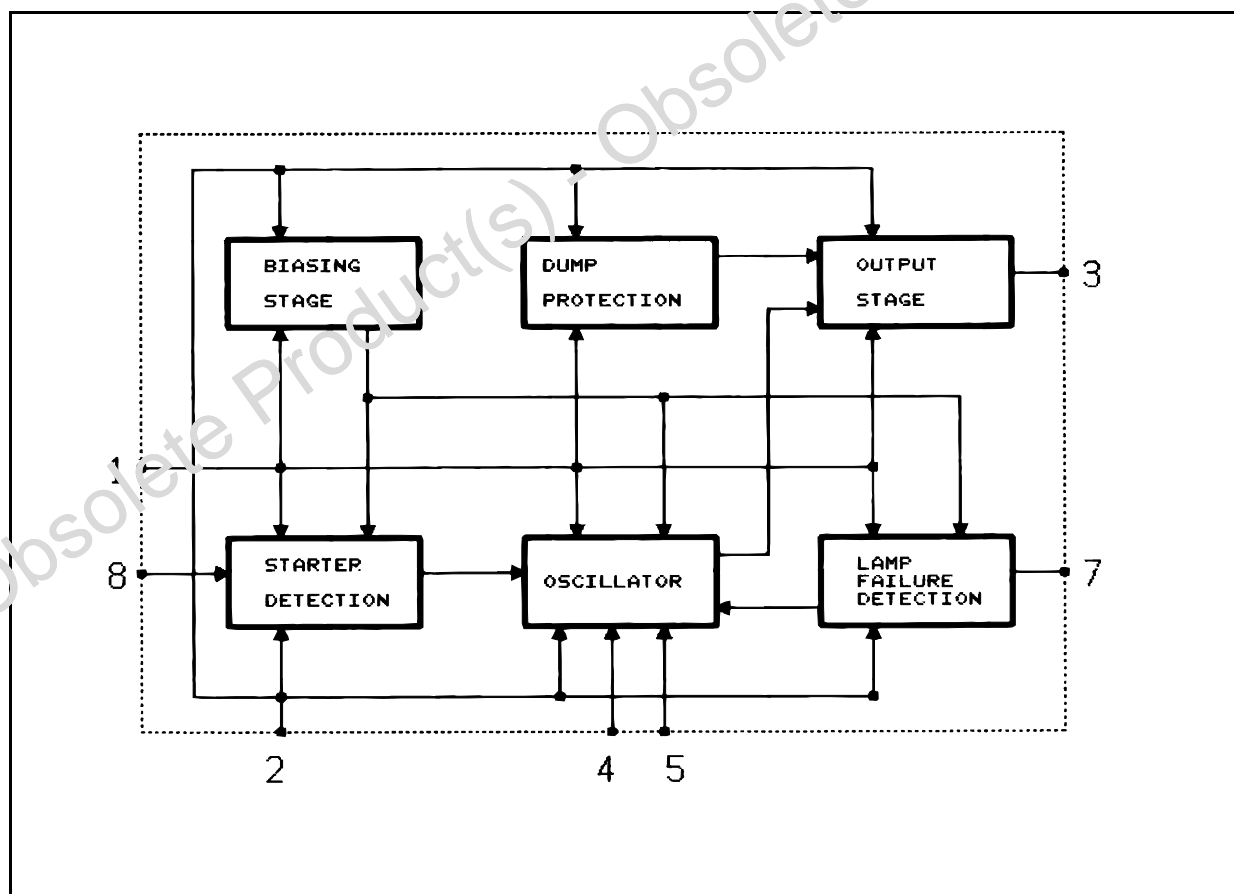 Obsolete Product(s) - Obsolete
BIASING
STAGE
DUMP
PROTECTION
OUTPUT
STAGE
3
1
8
STARTER
DETECTION
OSCILLATOR
LAMP
FAILURE
DETECTION
7
2
4
5